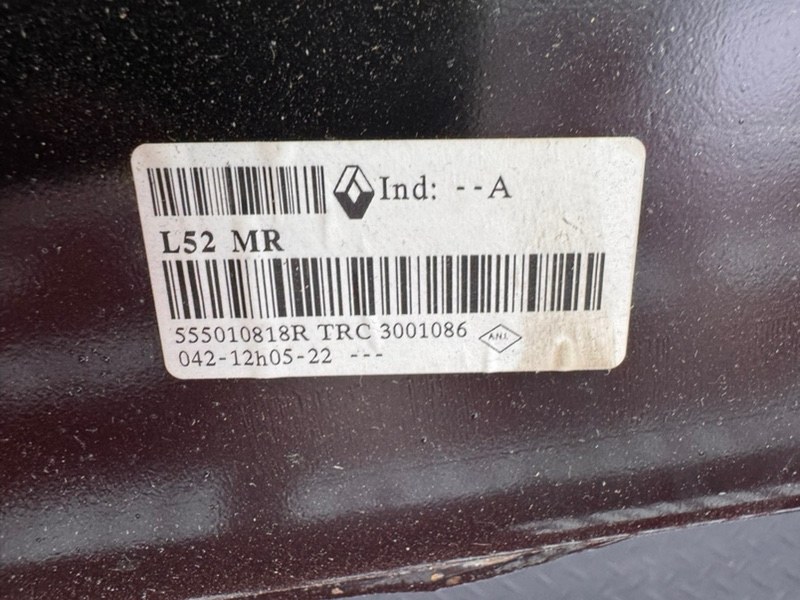 Ind: --A
L52 MR
555010818R TRC 3001086
042-12h05-22 ---